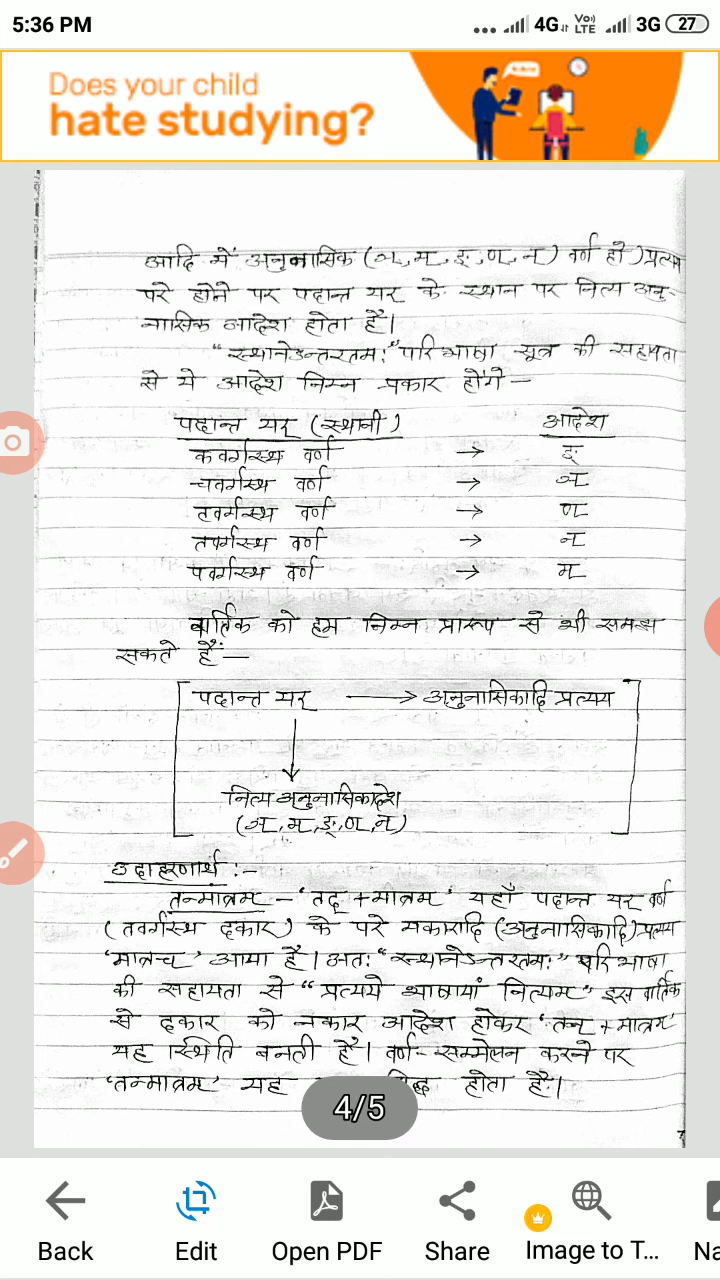 5:36 PM
4G Vo) LTE 3G 27
Does your child
hate studying?
आदि में अनुनासिक (ञ, म, ङ्, ण, न) वर्ण हो) प्रत्यय
परे होने पर पदान्त यर् के स्थान पर नित्य अनु-
नासिक आदेश होता है।
"स्थानेऽन्तरतमः" परिभाषा सूत्र की सहायता
से ये आदेश निम्न प्रकार होंगे —
पदान्त यर् (स्थानी) आदेश
कवर्गस्थ वर्ण → ङ्
चवर्गस्थ वर्ण → ञ
टवर्गस्थ वर्ण → ण
तवर्गस्थ वर्ण → न
पवर्गस्थ वर्ण → म
वार्तिक को हम निम्न प्रारूप से भी समझ
सकते हैं:—
पदान्त यर् → अनुनासिकादि प्रत्यय
↓
नित्य अनुनासिकादेश
(ञ, म, ङ्, ण, न)
उदाहरणार्थ :-
तन्मात्रम - 'तद् + मात्रम' यहाँ पदान्त यर् वर्ण
(तवर्गस्थ दकार) के परे मकारादि (अनुनासिकादि) प्रत्यय
'मात्रच्' आया है। अतः "स्थानेऽन्तरतमः" परिभाषा
की सहायता से "प्रत्यये भाषायां नित्यम" इस वार्तिक
से दकार को नकार आदेश होकर 'तन् + मात्रम'
यह स्थिति बनती है। वर्ण-सम्मेलन करने पर
'तन्मात्रम' यह होता है।
4/5
Back Edit Open PDF Share Image to T... Na